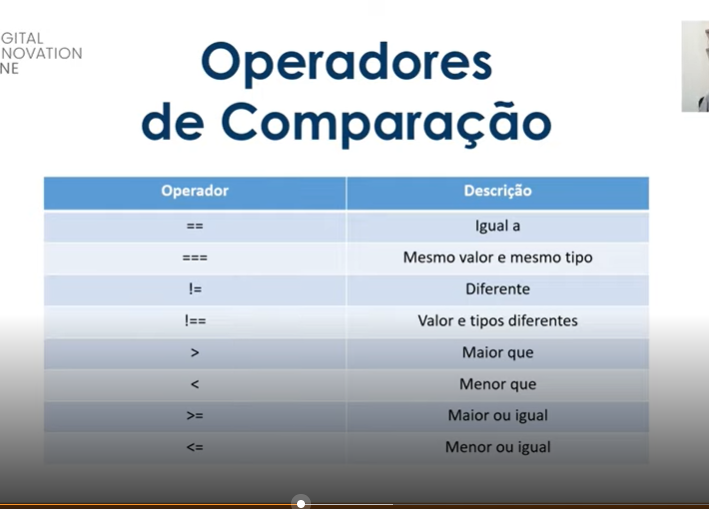 GITAL
NOVATION
NE
Operadores
de Comparação
Operador Descrição
== Igual a
=== Mesmo valor e mesmo tipo
!= Diferente
!== Valor e tipos diferentes
> Maior que
< Menor que
>= Maior ou igual
<= Menor ou igual